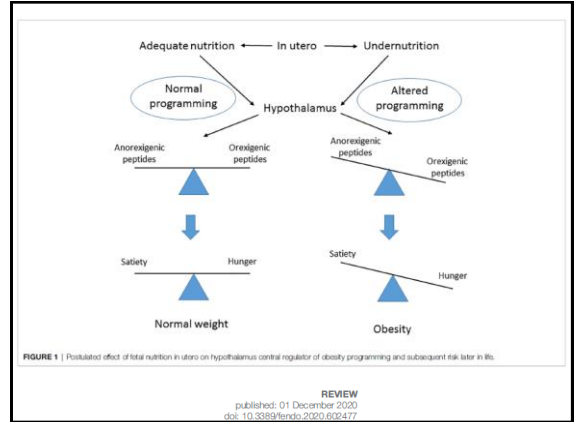 Adequate nutrition In utero Undernutrition
Normal programming
Altered programming
Hypothalamus
Anorexigenic peptides
Orexigenic peptides
Anorexigenic peptides
Orexigenic peptides
Satiety
Hunger
Satiety
Hunger
Normal weight
Obesity
FIGURE 1 | Postulated effect of fetal nutrition in utero on hypothalamus central regulator of obesity programming and subsequent risk later in life.
REVIEW
published: 01 December 2020
doi: 10.3389/fendo.2020.602477